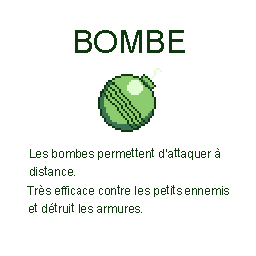 BOMBE
Les bombes permettent d'attaquer à
distance.
Très efficace contre les petits ennemis
et détruit les armures.